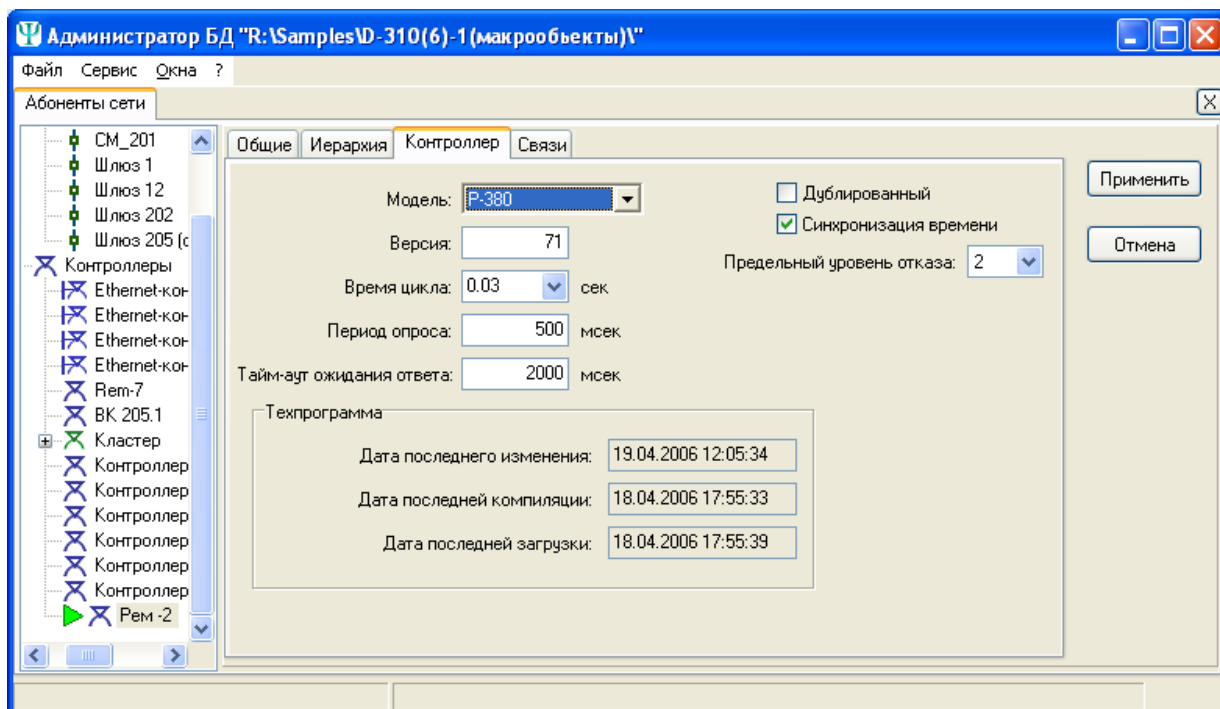 Администратор БД "R:\Samples\D-310(6)-1(макрообьекты)\"
Файл Сервис Окна ?
Абоненты сети
X
СМ_201
Шлюз 1
Шлюз 12
Шлюз 202
Шлюз 205 (с
Контроллеры
Ethernet-кон
Ethernet-кон
Ethernet-кон
Ethernet-кон
Rem-7
ВК 205.1
Кластер
Контроллер
Контроллер
Контроллер
Контроллер
Контроллер
Контроллер
Рем -2
Общие Иерархия Контроллер Связи
Модель: P-380
Версия: 71
Время цикла: 0.03 сек
Период опроса: 500 мсек
Тайм-аут ожидания ответа: 2000 мсек
Дублированный
Синхронизация времени
Предельный уровень отказа: 2
Техпрограмма
Дата последнего изменения: 19.04.2006 12:05:34
Дата последней компиляции: 18.04.2006 17:55:33
Дата последней загрузки: 18.04.2006 17:55:39
Применить
Отмена